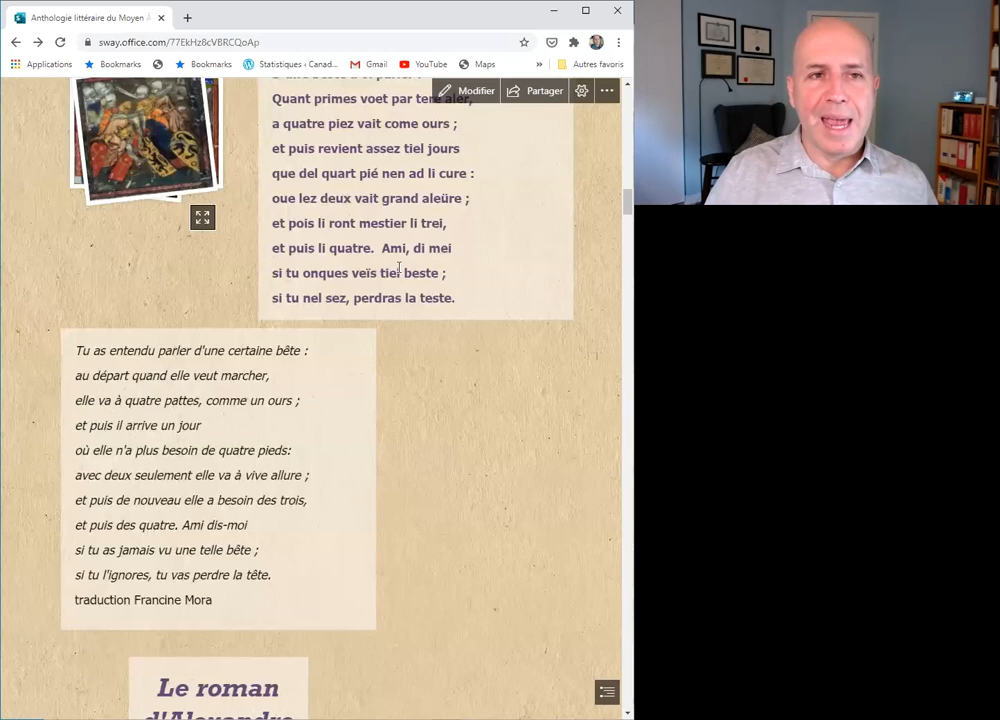 Anthologie littéraire du Moyen Â
sway.office.com/77EkHz8cVBRCQoAp
Applications
Bookmarks
Bookmarks
Statistiques ‹ Canad...
Gmail
YouTube
Maps
»
Autres favoris
Modifier
Partager
Quant primes voet par tere aler,
a quatre piez vait come ours ;
et puis revient assez tiel jours
que del quart pié nen ad li cure :
oue lez deux vait grand aleüre ;
et pois li ront mestier li trei,
et puis li quatre. Ami, di mei
si tu onques veïs tiel beste ;
si tu nel sez, perdras la teste.
Tu as entendu parler d'une certaine bête :
au départ quand elle veut marcher,
elle va à quatre pattes, comme un ours ;
et puis il arrive un jour
où elle n'a plus besoin de quatre pieds:
avec deux seulement elle va à vive allure ;
et puis de nouveau elle a besoin des trois,
et puis des quatre. Ami dis-moi
si tu as jamais vu une telle bête ;
si tu l'ignores, tu vas perdre la tête.
traduction Francine Mora
Le roman
d'Alexandre